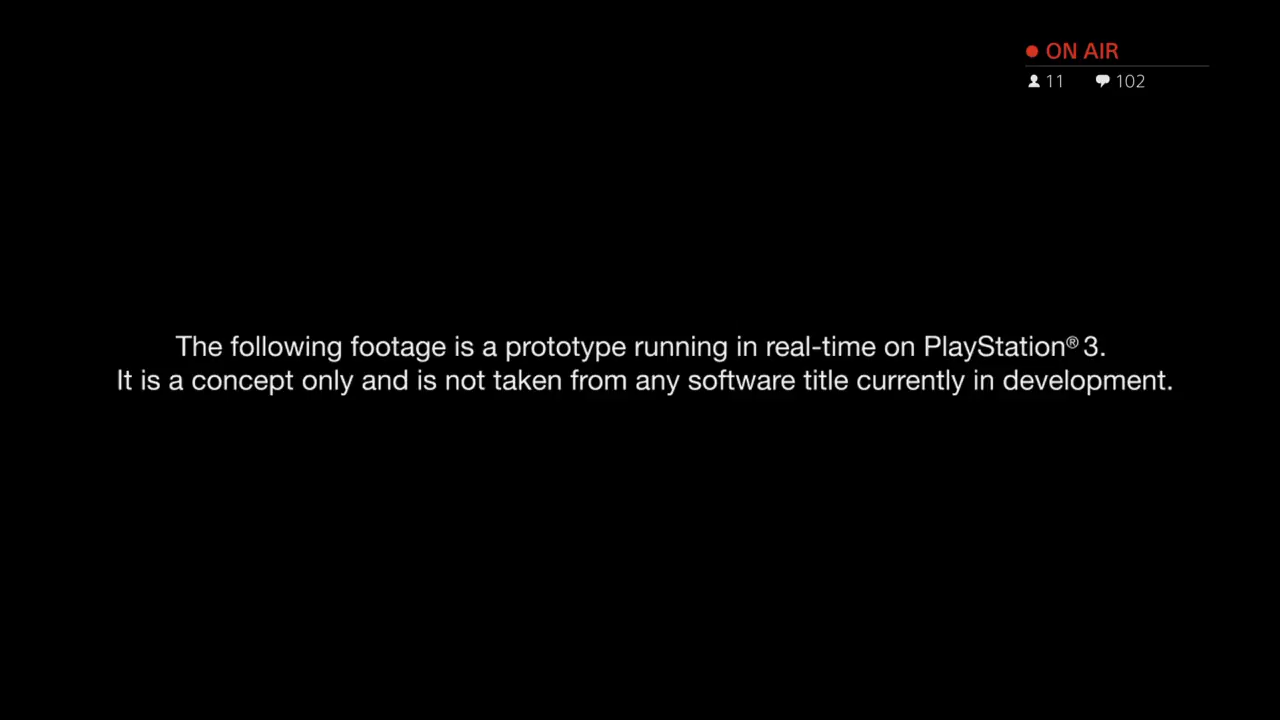 ON AIR
11 102
The following footage is a prototype running in real-time on PlayStation® 3.
It is a concept only and is not taken from any software title currently in development.